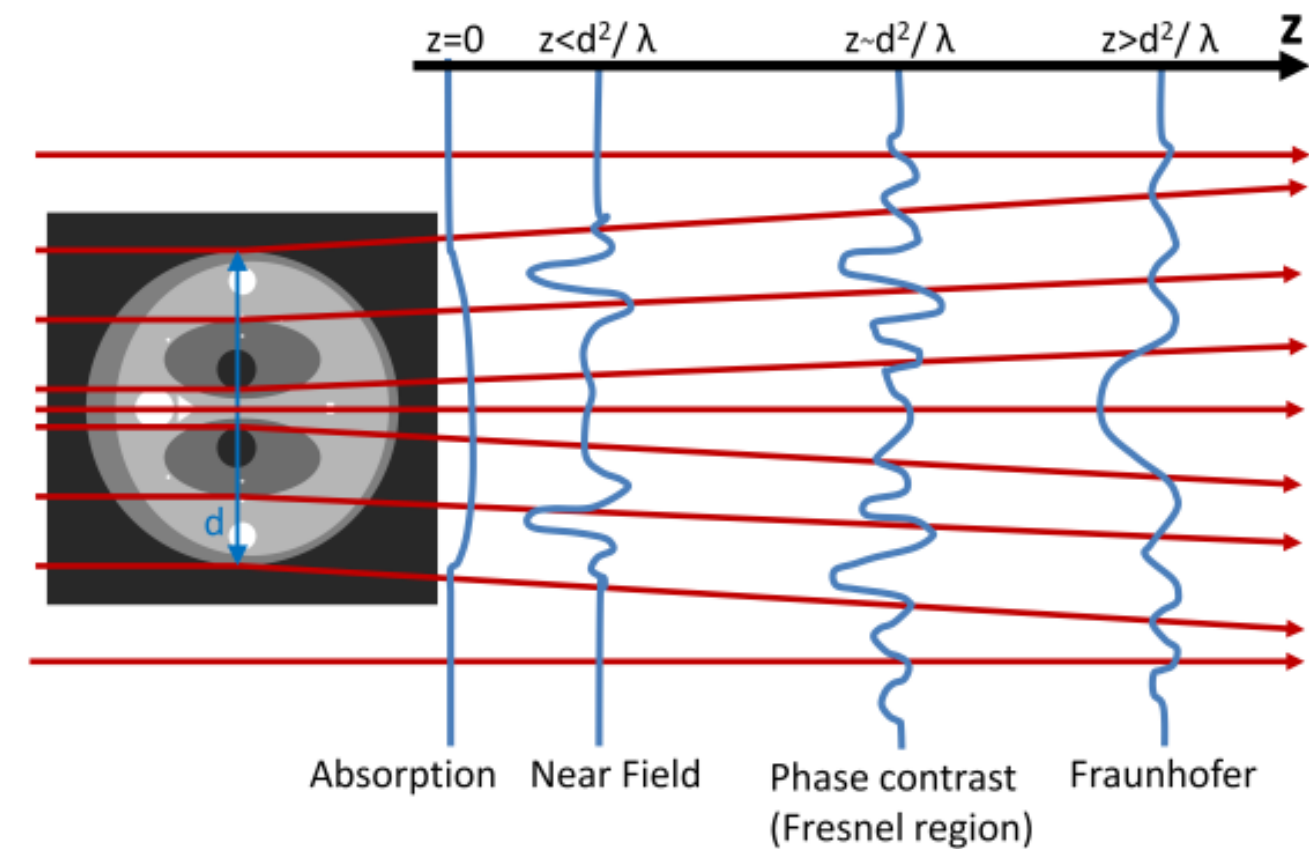 z=0
z<d²/ λ
z~d²/ λ
z>d²/ λ
z
d
Absorption
Near Field
Phase contrast
(Fresnel region)
Fraunhofer